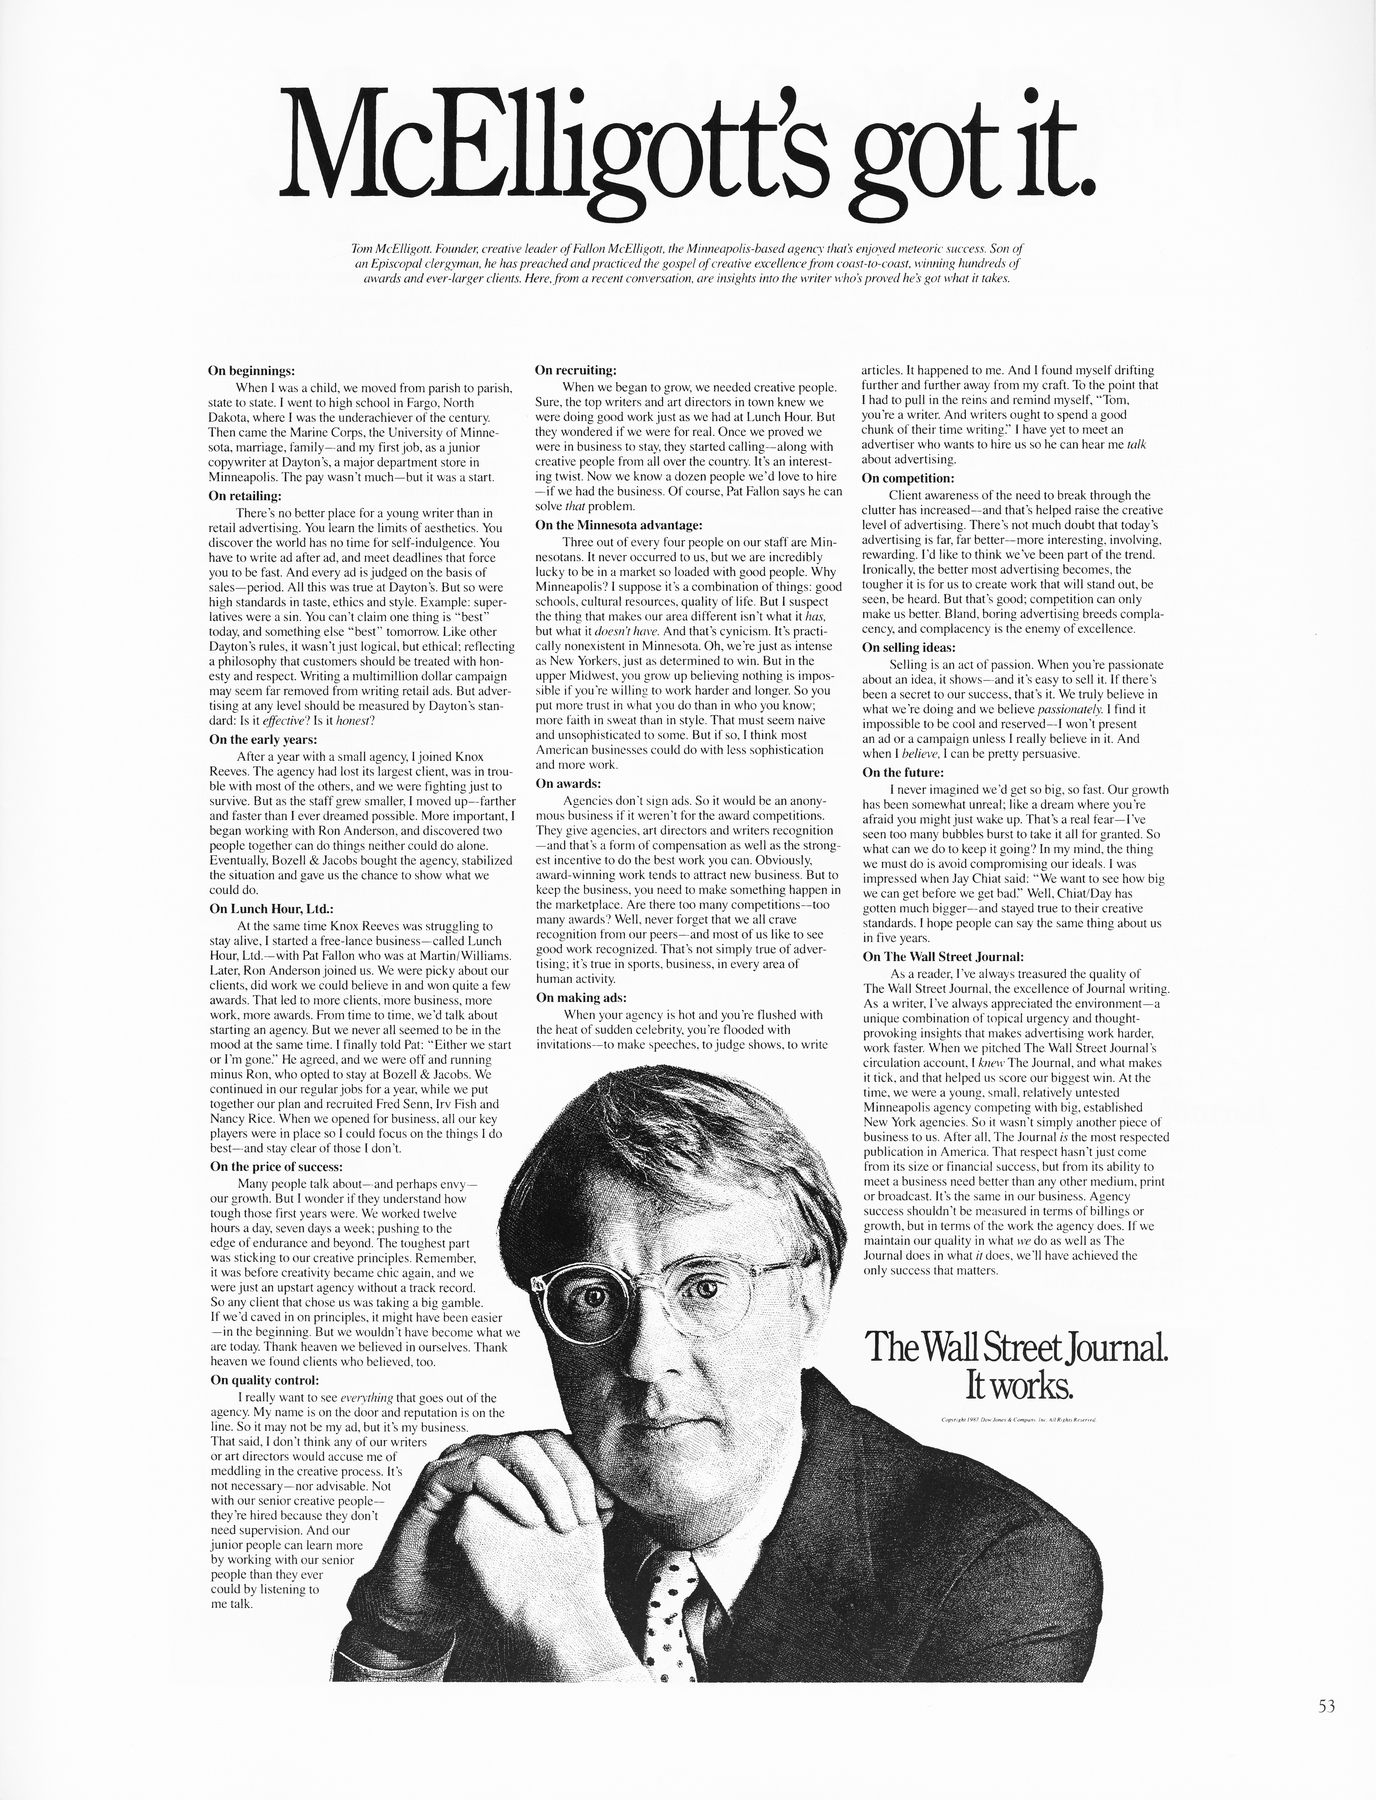 McElligott's got it.
Tom McElligott. Founder, creative leader of Fallon McElligott, the Minneapolis-based agency that's enjoyed meteoric success. Son of
an Episcopal clergyman, he has preached and practiced the gospel of creative excellence from coast-to-coast, winning hundreds of
awards and ever-larger clients. Here, from a recent conversation, are insights into the writer who's proved he's got what it takes.
On beginnings:
When I was a child, we moved from parish to parish,
state to state. I went to high school in Fargo, North
Dakota, where I was the underachiever of the century.
Then came the Marine Corps, the University of Minne-
sota, marriage, family—and my first job, as a junior
copywriter at Dayton's, a major department store in
Minneapolis. The pay wasn't much—but it was a start.
On retailing:
There's no better place for a young writer than in
retail advertising. You learn the limits of aesthetics. You
discover the world has no time for self-indulgence. You
have to write ad after ad, and meet deadlines that force
you to be fast. And every ad is judged on the basis of
sales—period. All this was true at Dayton's. But so were
high standards in taste, ethics and style. Example: super-
latives were a sin. You can't claim one thing is "best"
today, and something else "best" tomorrow. Like other
Dayton's rules, it wasn't just logical, but ethical; reflecting
a philosophy that customers should be treated with hon-
esty and respect. Writing a multimillion dollar campaign
may seem far removed from writing retail ads. But adver-
tising at any level should be measured by Dayton's stan-
dard: Is it effective? Is it honest?
On the early years:
After a year with a small agency, I joined Knox
Reeves. The agency had lost its largest client, was in trou-
ble with most of the others, and we were fighting just to
survive. But as the staff grew smaller, I moved up—farther
and faster than I ever dreamed possible. More important, I
began working with Ron Anderson, and discovered two
people together can do things neither could do alone.
Eventually, Bozell & Jacobs bought the agency, stabilized
the situation and gave us the chance to show what we
could do.
On Lunch Hour, Ltd.:
At the same time Knox Reeves was struggling to
stay alive, I started a free-lance business—called Lunch
Hour, Ltd.—with Pat Fallon who was at Martin/Williams.
Later, Ron Anderson joined us. We were picky about our
clients, did work we could believe in and won quite a few
awards. That led to more clients, more business, more
work, more awards. From time to time, we'd talk about
starting an agency. But we never all seemed to be in the
mood at the same time. I finally told Pat: "Either we start
or I'm gone." He agreed, and we were off and running
minus Ron, who opted to stay at Bozell & Jacobs. We
continued in our regular jobs for a year, while we put
together our plan and recruited Fred Senn, Irv Fish and
Nancy Rice. When we opened for business, all our key
players were in place so I could focus on the things I do
best—and stay clear of those I don't.
On the price of success:
Many people talk about—and perhaps envy—
our growth. But I wonder if they understand how
tough those first years were. We worked twelve
hours a day, seven days a week; pushing to the
edge of endurance and beyond. The toughest part
was sticking to our creative principles. Remember,
it was before creativity became chic again, and we
were just an upstart agency without a track record.
So any client that chose us was taking a big gamble.
If we'd caved in on principles, it might have been easier
—in the beginning. But we wouldn't have become what we
are today. Thank heaven we believed in ourselves. Thank
heaven we found clients who believed, too.
On quality control:
I really want to see everything that goes out of the
agency. My name is on the door and reputation is on the
line. So it may not be my ad, but it's my business.
That said, I don't think any of our writers
or art directors would accuse me of
meddling in the creative process. It's
not necessary—nor advisable. Not
with our senior creative people—
they're hired because they don't
need supervision. And our
junior people can learn more
by working with our senior
people than they ever
could by listening to
me talk.
On recruiting:
When we began to grow, we needed creative people.
Sure, the top writers and art directors in town knew we
were doing good work just as we had at Lunch Hour. But
they wondered if we were for real. Once we proved we
were in business to stay, they started calling—along with
creative people from all over the country. It's an interest-
ing twist. Now we know a dozen people we'd love to hire
—if we had the business. Of course, Pat Fallon says he can
solve that problem.
On the Minnesota advantage:
Three out of every four people on our staff are Min-
nesotans. It never occurred to us, but we are incredibly
lucky to be in a market so loaded with good people. Why
Minneapolis? I suppose it's a combination of things: good
schools, cultural resources, quality of life. But I suspect
the thing that makes our area different isn't what it has,
but what it doesn't have. And that's cynicism. It's practi-
cally nonexistent in Minnesota. Oh, we're just as intense
as New Yorkers, just as determined to win. But in the
upper Midwest, you grow up believing nothing is impos-
sible if you're willing to work harder and longer. So you
put more trust in what you do than in who you know;
more faith in sweat than in style. That must seem naive
and unsophisticated to some. But if so, I think most
American businesses could do with less sophistication
and more work.
On awards:
Agencies don't sign ads. So it would be an anony-
mous business if it weren't for the award competitions.
They give agencies, art directors and writers recognition
—and that's a form of compensation as well as the strong-
est incentive to do the best work you can. Obviously,
award-winning work tends to attract new business. But to
keep the business, you need to make something happen in
the marketplace. Are there too many competitions—too
many awards? Well, never forget that we all crave
recognition from our peers—and most of us like to see
good work recognized. That's not simply true of adver-
tising; it's true in sports, business, in every area of
human activity.
On making ads:
When your agency is hot and you're flushed with
the heat of sudden celebrity, you're flooded with
invitations—to make speeches, to judge shows, to write
articles. It happened to me. And I found myself drifting
further and further away from my craft. To the point that
I had to pull in the reins and remind myself, "Tom,
you're a writer. And writers ought to spend a good
chunk of their time writing." I have yet to meet an
advertiser who wants to hire us so he can hear me talk
about advertising.
On competition:
Client awareness of the need to break through the
clutter has increased—and that's helped raise the creative
level of advertising. There's not much doubt that today's
advertising is far, far better—more interesting, involving,
rewarding. I'd like to think we've been part of the trend.
Ironically, the better most advertising becomes, the
tougher it is for us to create work that will stand out, be
seen, be heard. But that's good; competition can only
make us better. Bland, boring advertising breeds compla-
cency, and complacency is the enemy of excellence.
On selling ideas:
Selling is an act of passion. When you're passionate
about an idea, it shows—and it's easy to sell it. If there's
been a secret to our success, that's it. We truly believe in
what we're doing and we believe passionately. I find it
impossible to be cool and reserved—I won't present
an ad or a campaign unless I really believe in it. And
when I believe, I can be pretty persuasive.
On the future:
I never imagined we'd get so big, so fast. Our growth
has been somewhat unreal; like a dream where you're
afraid you might just wake up. That's a real fear—I've
seen too many bubbles burst to take it all for granted. So
what can we do to keep it going? In my mind, the thing
we must do is avoid compromising our ideals. I was
impressed when Jay Chiat said: "We want to see how big
we can get before we get bad." Well, Chiat/Day has
gotten much bigger—and stayed true to their creative
standards. I hope people can say the same thing about us
in five years.
On The Wall Street Journal:
As a reader, I've always treasured the quality of
The Wall Street Journal, the excellence of Journal writing.
As a writer, I've always appreciated the environment—a
unique combination of topical urgency and thought-
provoking insights that makes advertising work harder,
work faster. When we pitched The Wall Street Journal's
circulation account, I knew The Journal, and what makes
it tick, and that helped us score our biggest win. At the
time, we were a young, small, relatively untested
Minneapolis agency competing with big, established
New York agencies. So it wasn't simply another piece of
business to us. After all, The Journal is the most respected
publication in America. That respect hasn't just come
from its size or financial success, but from its ability to
meet a business need better than any other medium, print
or broadcast. It's the same in our business. Agency
success shouldn't be measured in terms of billings or
growth, but in terms of the work the agency does. If we
maintain our quality in what we do as well as The
Journal does in what it does, we'll have achieved the
only success that matters.
The Wall Street Journal.
It works.
Copyright 1987. Dow Jones & Company, Inc. All Rights Reserved.
53